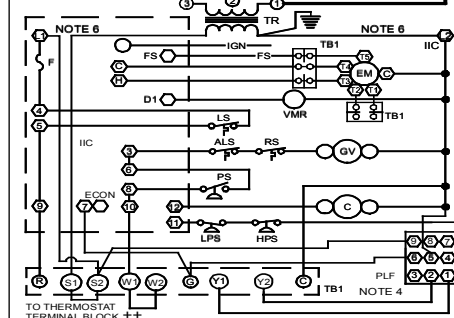 3 2 1
TR
NOTE 6 NOTE 6
L1 L2
IGN TB1 IIC
F FS FS T5
C T4 EM C
H T3
T2 T1
D1 VMR TB1
4 LS
5
ALS RS
IIC 3 GV
6 PS
8
ECON
9 7 10 12 C
11
LPS HPS
9 8 7
6 5 4
PLF 3 2 1
R S1 S2 W1 W2 G Y1 Y2 C TB1
NOTE 4
TO THERMOSTAT
TERMINAL BLOCK ++